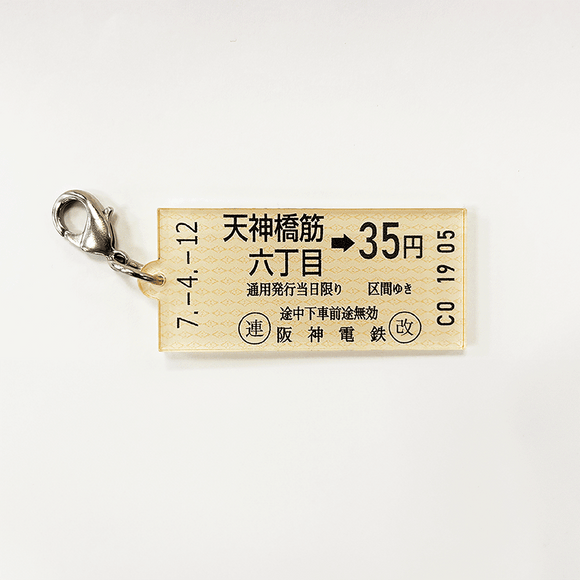 7.-4.-12
天神橋筋
六丁目
➡35円
通用発行当日限り 区間ゆき
途中下車前途無効
連 阪神電鉄 改
CO 19 05